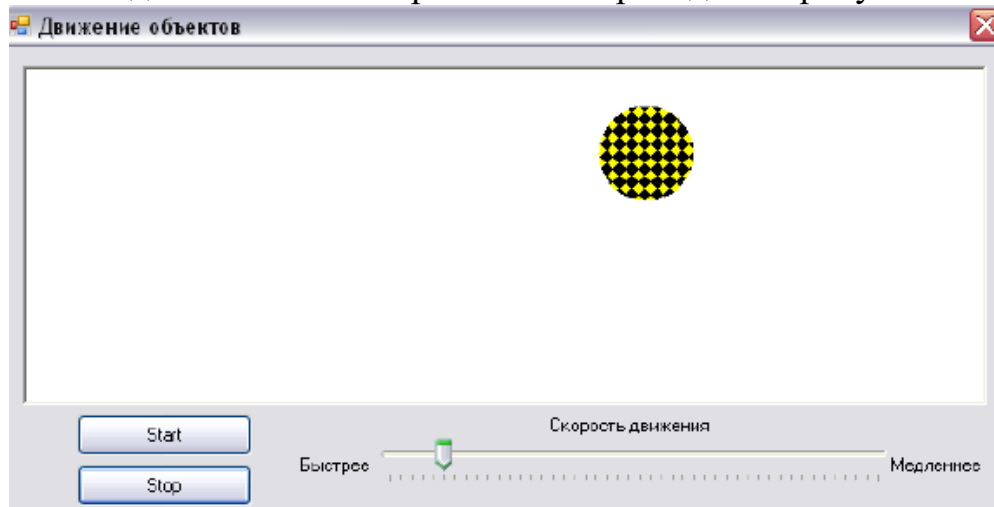 Движение объектов
Start
Stop
Скорость движения
Быстрее
Медленнее